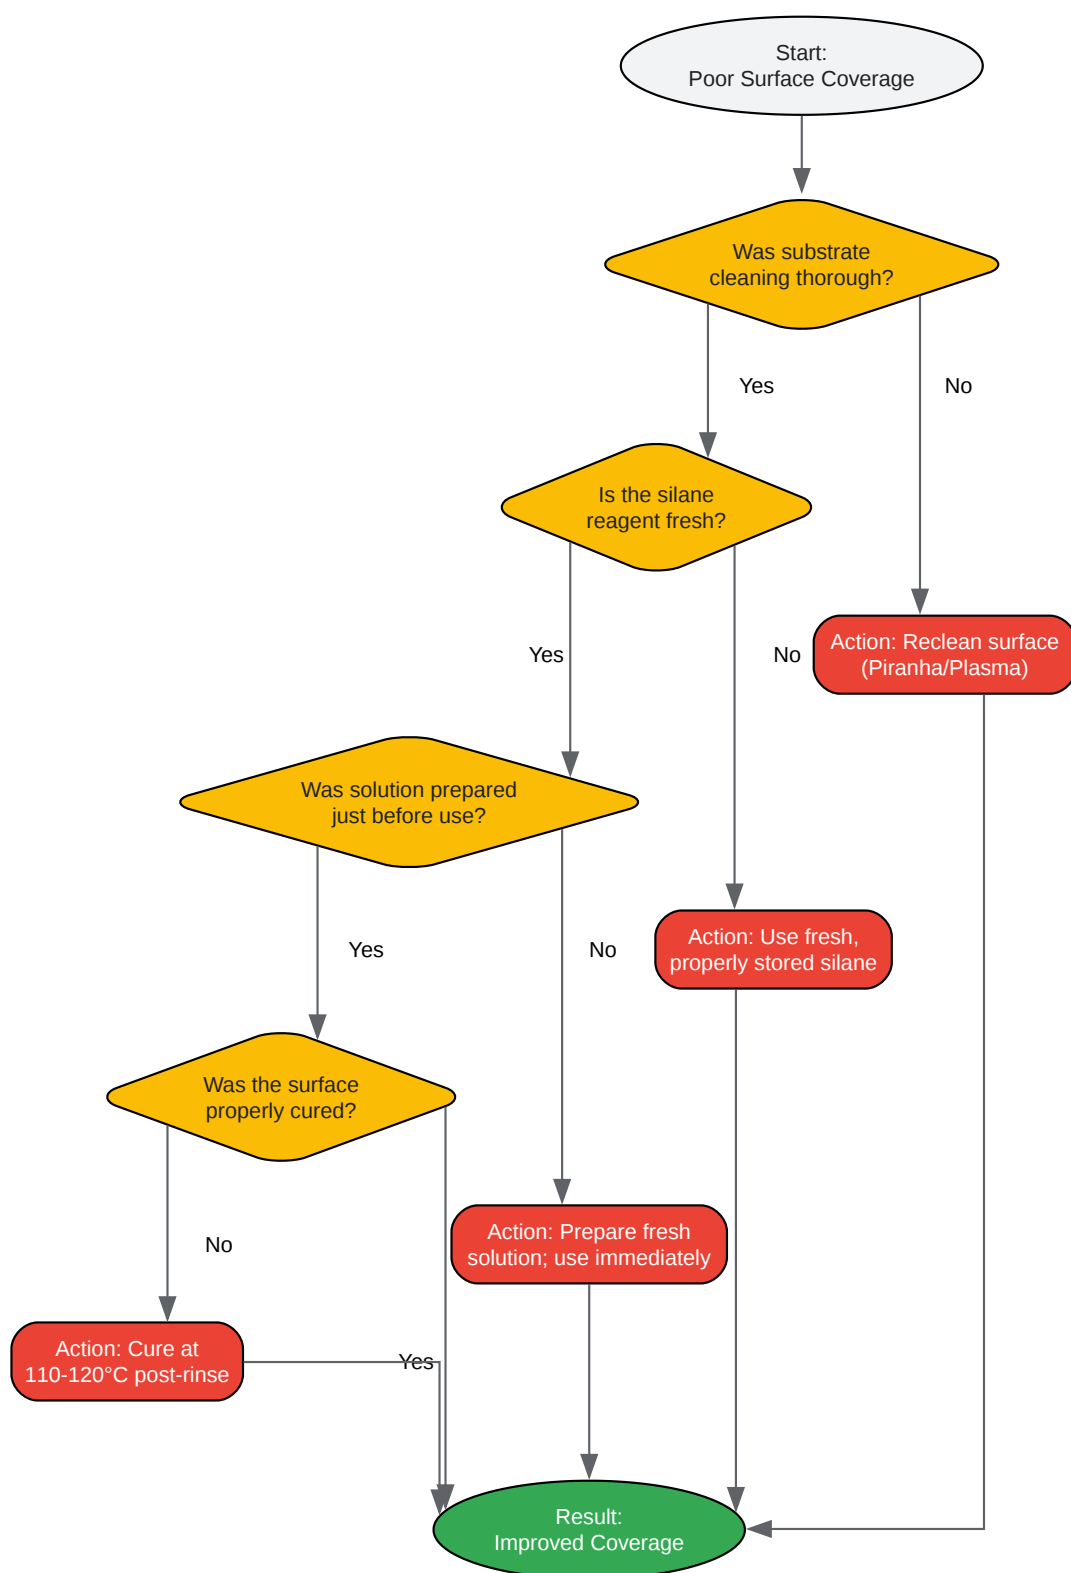 Start:
Poor Surface Coverage
Was substrate
cleaning thorough?
Yes
No
Is the silane
reagent fresh?
Yes
No
Action: Reclean surface
(Piranha/Plasma)
Was solution prepared
just before use?
Yes
No
Action: Use fresh,
properly stored silane
Was the surface
properly cured?
No
Action: Prepare fresh
solution; use immediately
Action: Cure at
110-120°C post-rinse
Yes
Result:
Improved Coverage